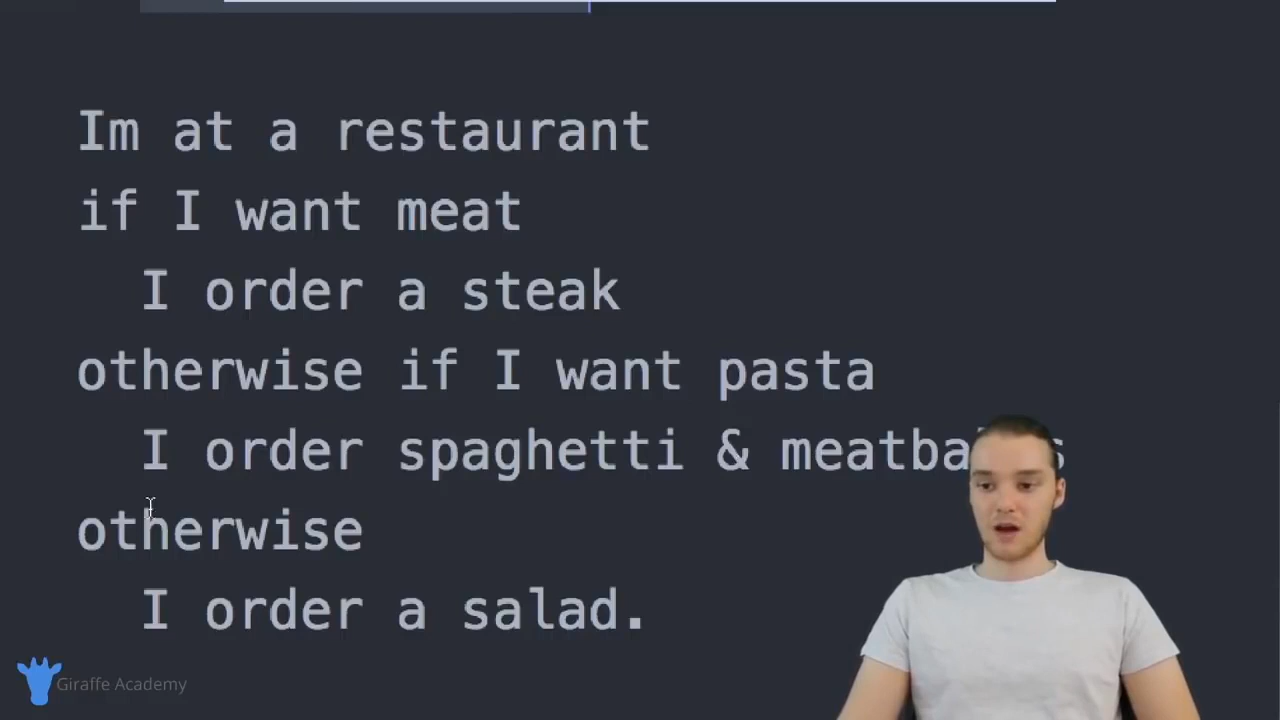 Im at a restaurant
if I want meat
I order a steak
otherwise if I want pasta
I order spaghetti &
otherwise
I order a salad.
Giraffe Academy